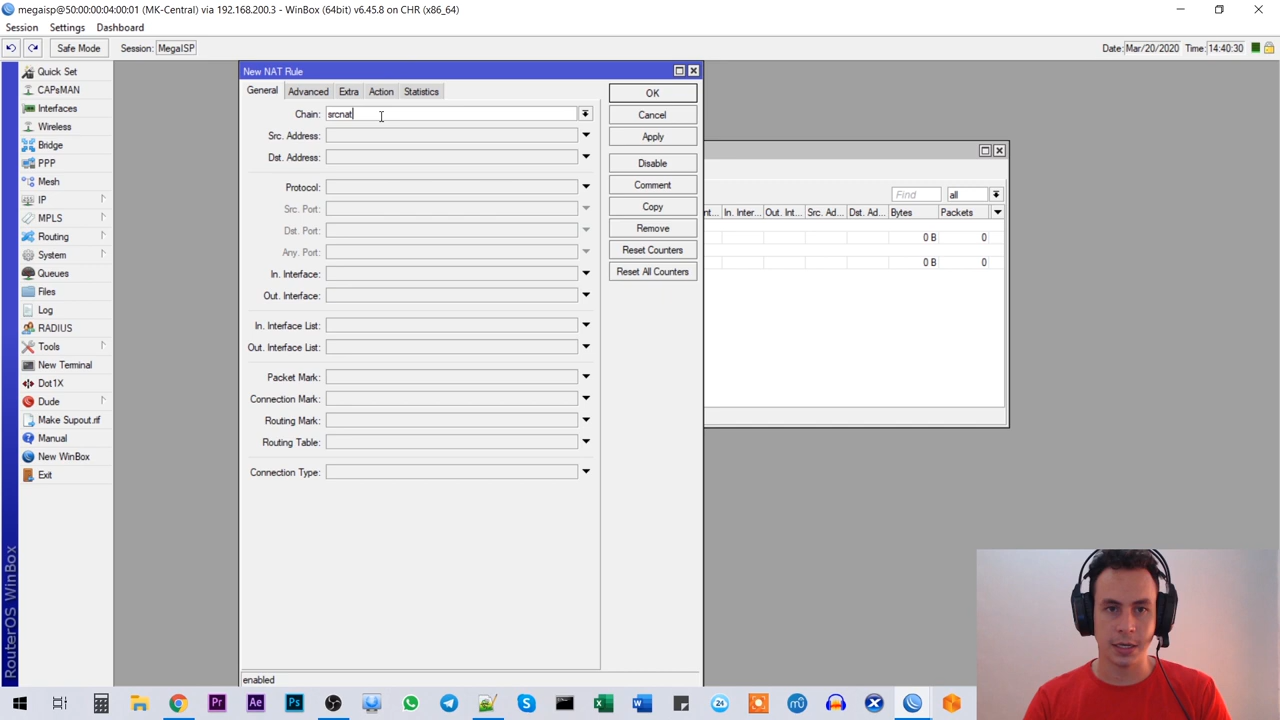 megaisp@50:00:00:04:00:01 (MK-Central) via 192.168.200.3 - WinBox (64bit) v6.45.8 on CHR (x86_64)
Session Settings Dashboard
Safe Mode Session: MegaISP Date: Mar/20/2020 Time: 14:40:30
Quick Set
CAPsMAN
Interfaces
Wireless
Bridge
PPP
Mesh
IP
MPLS
Routing
System
Queues
Files
Log
RADIUS
Tools
New Terminal
Dot1X
Dude
Make Supout.rif
Manual
New WinBox
Exit
RouterOS WinBox
New NAT Rule
General Advanced Extra Action Statistics
Chain: srcnat
Src. Address:
Dst. Address:
Protocol:
Src. Port:
Dst. Port:
Any. Port:
In. Interface:
Out. Interface:
In. Interface List:
Out. Interface List:
Packet Mark:
Connection Mark:
Routing Mark:
Routing Table:
Connection Type:
enabled
OK
Cancel
Apply
Disable
Comment
Copy
Remove
Reset Counters
Reset All Counters
Find all
nt... In. Inter... Out. Int... Src. Ad... Dst. Ad... Bytes Packets
0 B 0
0 B 0
Pr Ae Ps 24